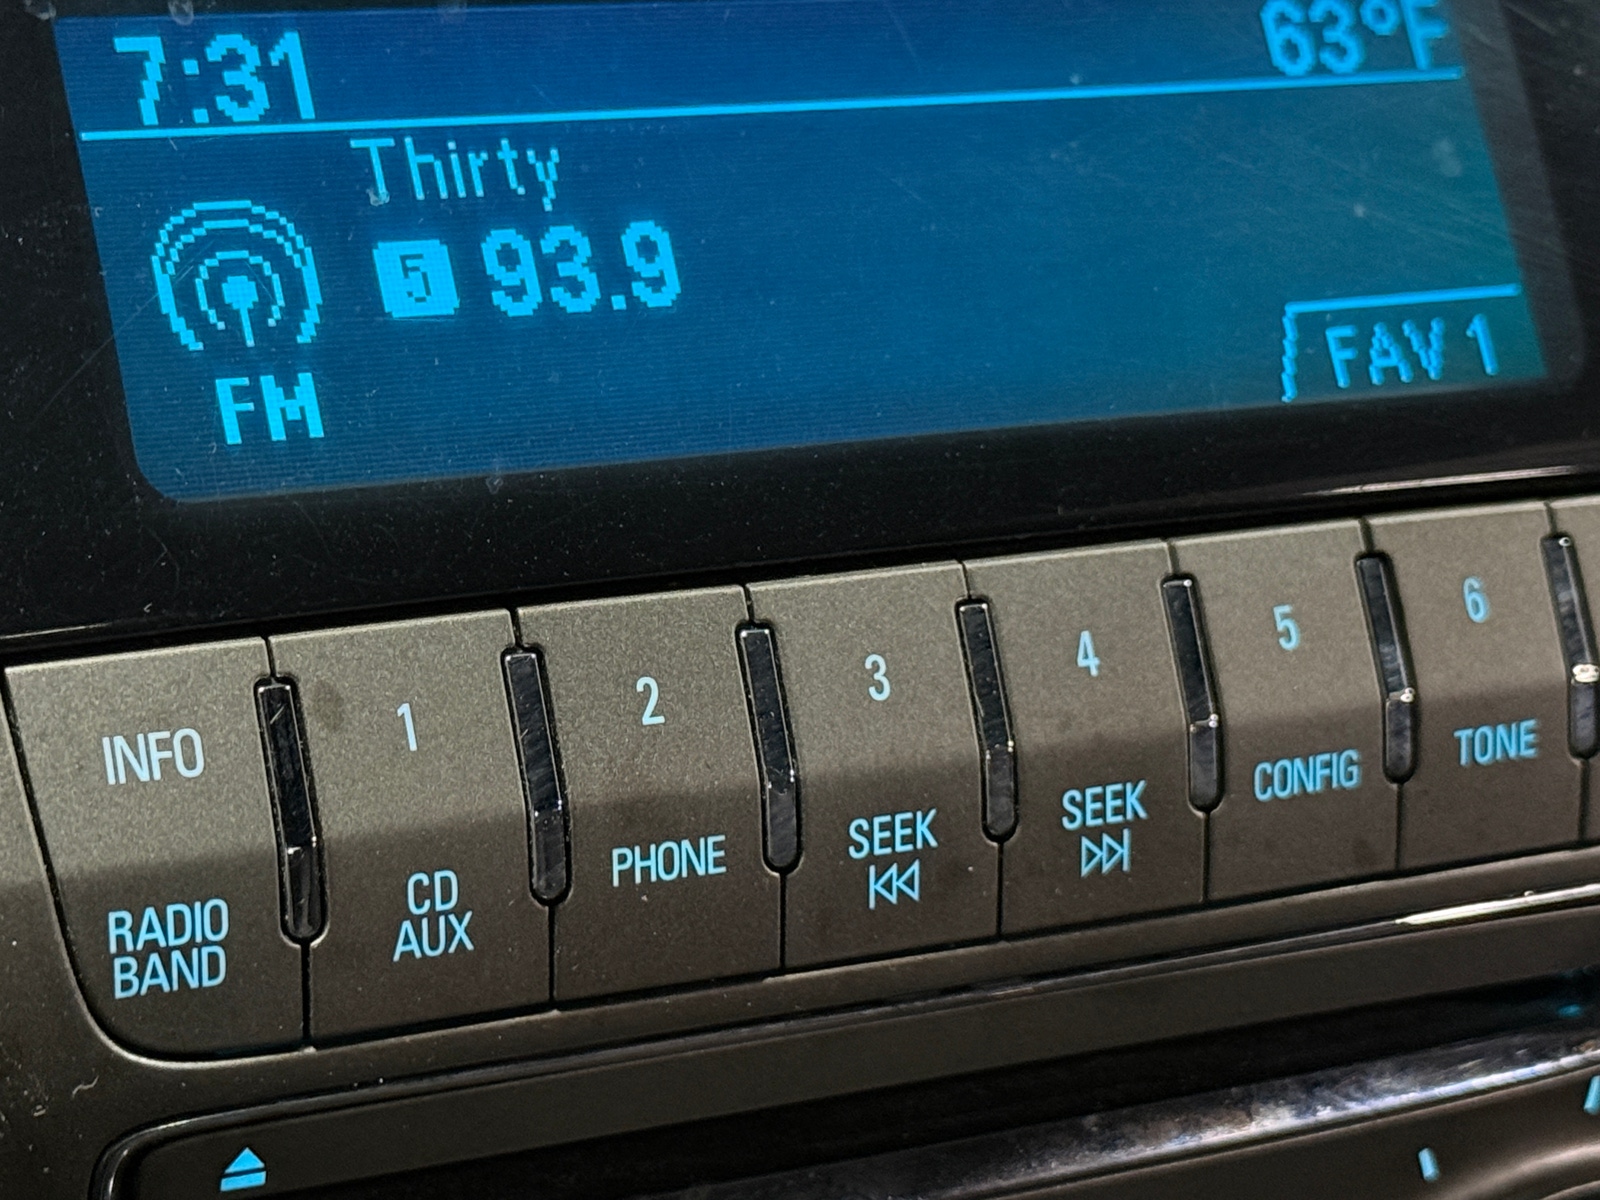 7:31 63°F
Thirty
5 93.9
FM
FAV 1
INFO 1 2 3 4 5 6
RADIO BAND
CD AUX
PHONE
SEEK
SEEK
CONFIG
TONE